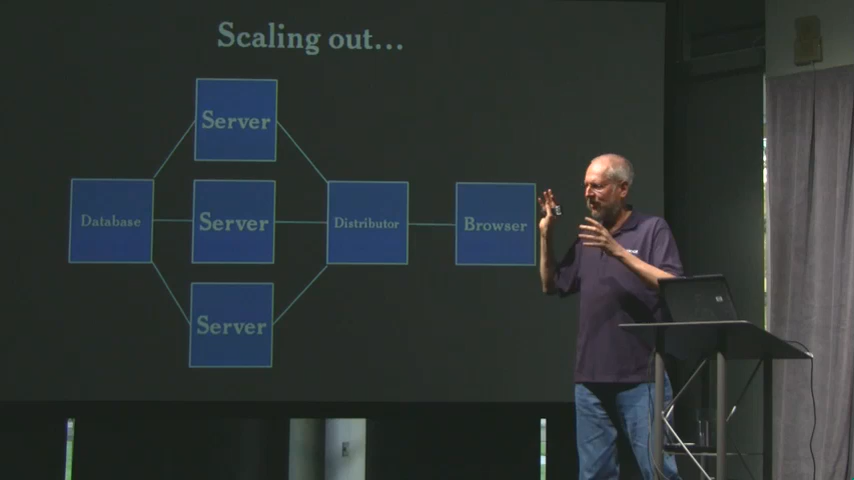 Scaling out...
Server
Database
Server
Distributor
Browser
Server